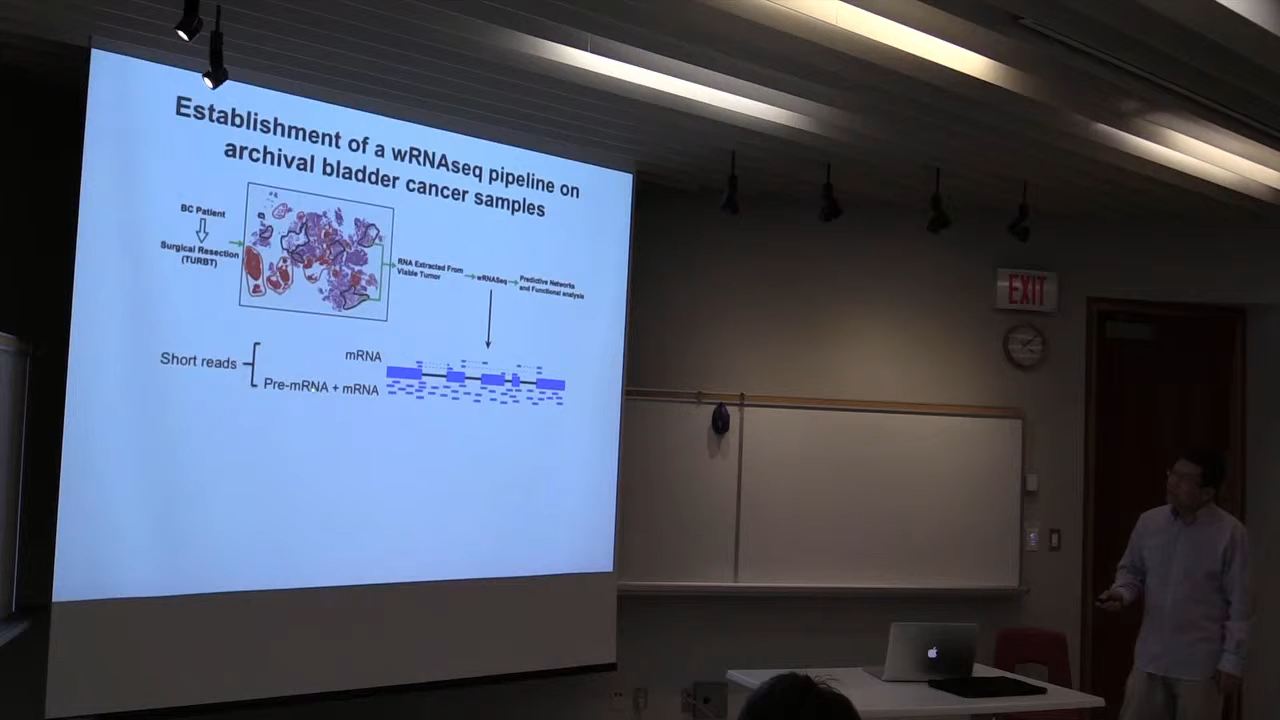 Establishment of a wRNAseq pipeline on
archival bladder cancer samples
BC Patient
Surgical Resection
(TURBT)
RNA Extracted From
Viable Tumor
wRNASeq
Predictive Networks
and Functional analysis
Short reads
mRNA
Pre-mRNA + mRNA
EXIT